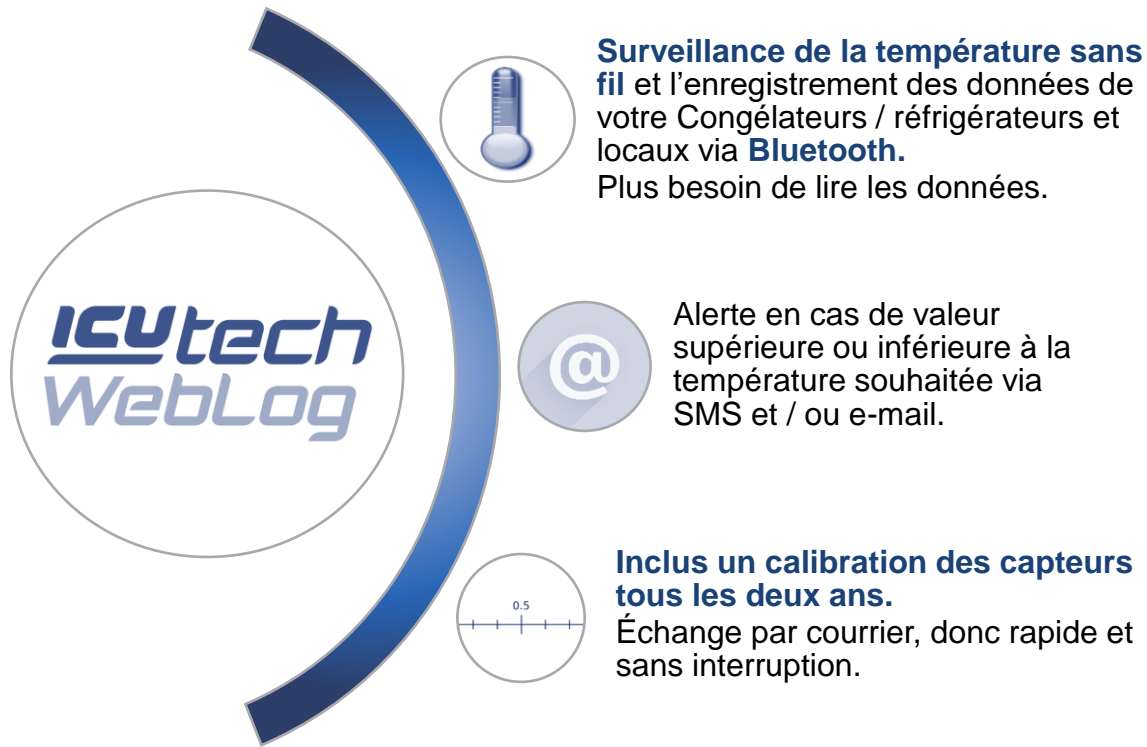 ICUtech
WebLog
Surveillance de la température sans
fil et l'enregistrement des données de
votre Congélateurs / réfrigérateurs et
locaux via Bluetooth.
Plus besoin de lire les données.
@
Alerte en cas de valeur
supérieure ou inférieure à la
température souhaitée via
SMS et / ou e-mail.
0.5
Inclus un calibration des capteurs
tous les deux ans.
Échange par courrier, donc rapide et
sans interruption.